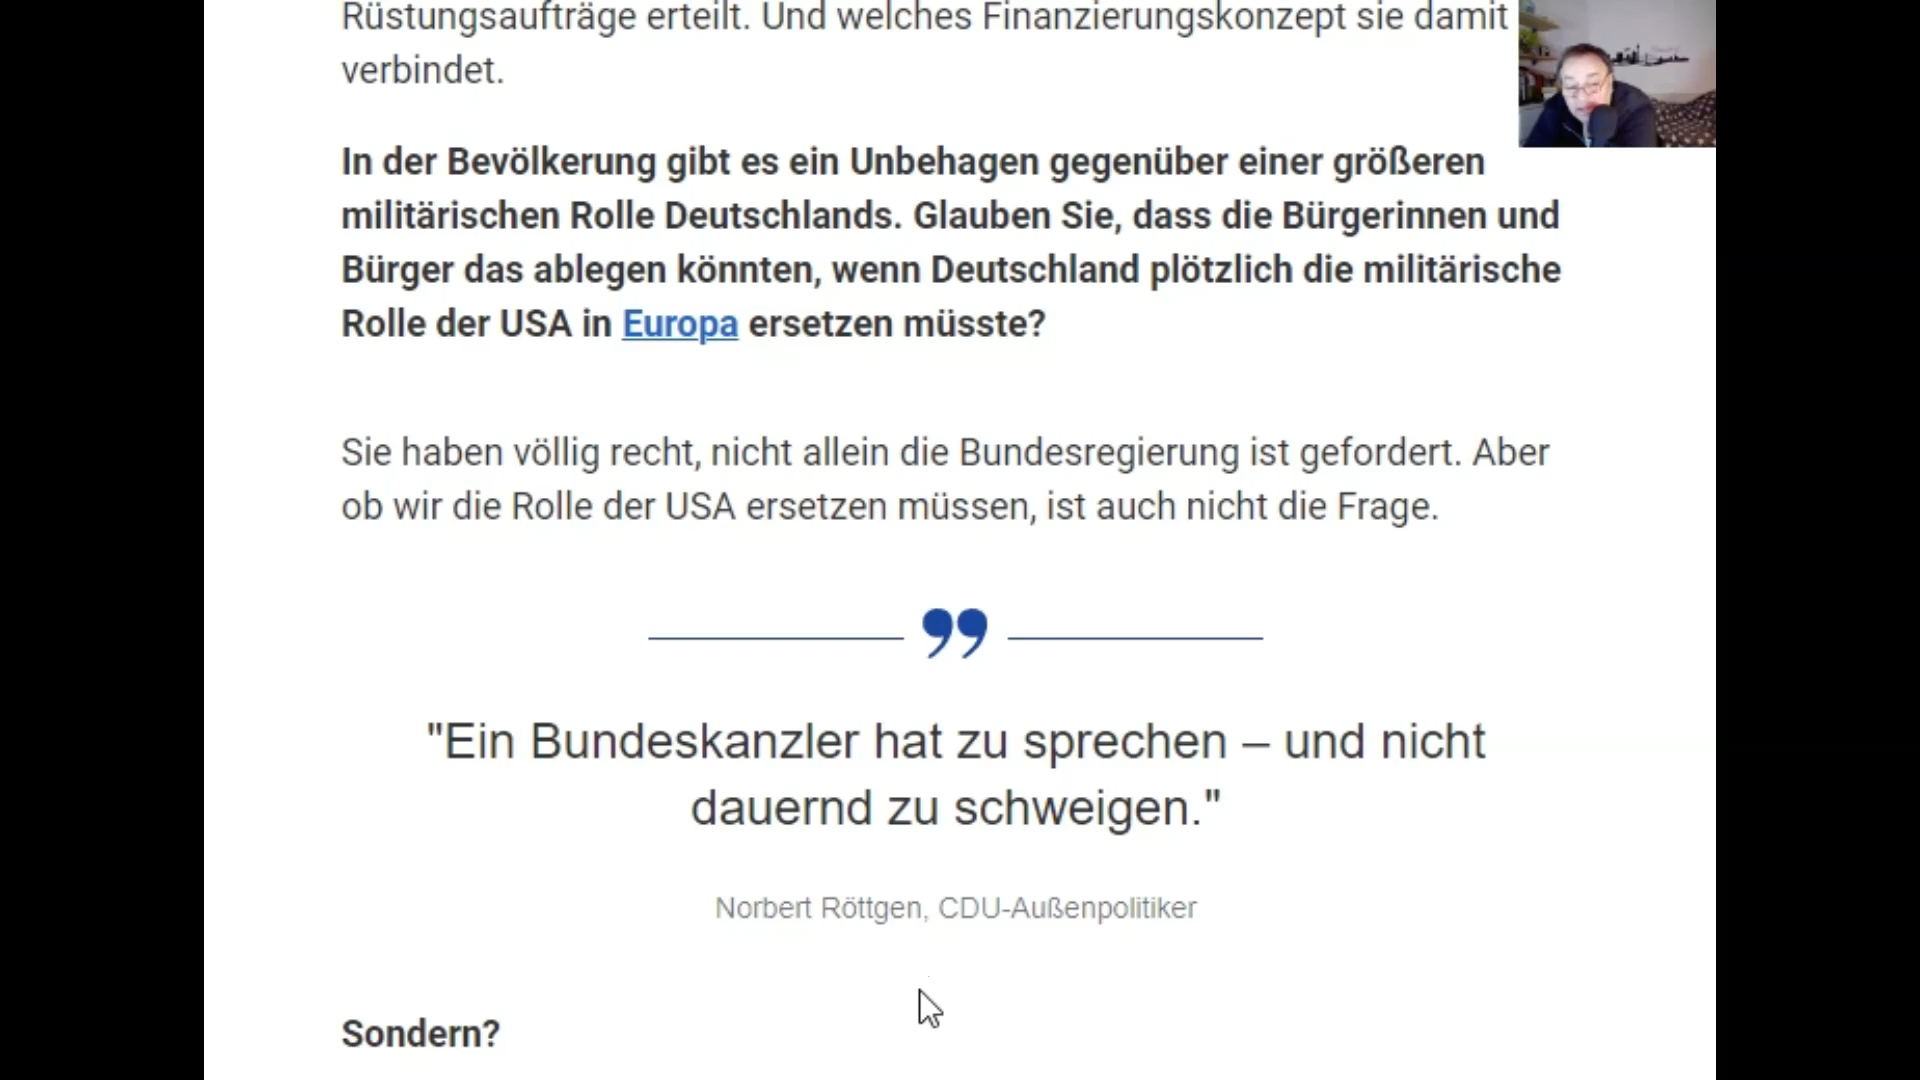 Rüstungsaufträge erteilt. Und welches Finanzierungskonzept sie damit
verbindet.
In der Bevölkerung gibt es ein Unbehagen gegenüber einer größeren
militärischen Rolle Deutschlands. Glauben Sie, dass die Bürgerinnen und
Bürger das ablegen könnten, wenn Deutschland plötzlich die militärische
Rolle der USA in Europa ersetzen müsste?
Sie haben völlig recht, nicht allein die Bundesregierung ist gefordert. Aber
ob wir die Rolle der USA ersetzen müssen, ist auch nicht die Frage.
"Ein Bundeskanzler hat zu sprechen – und nicht
dauernd zu schweigen."
Norbert Röttgen, CDU-Außenpolitiker
Sondern?